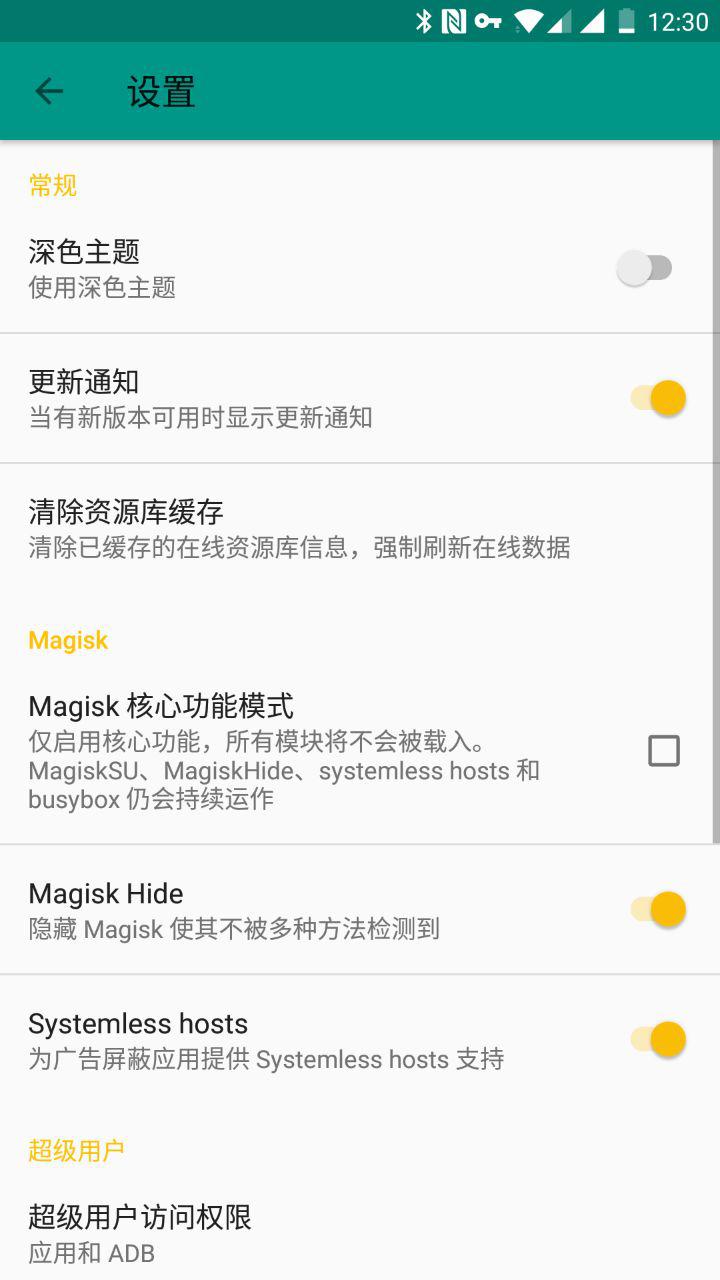 12:30
设置
常规
深色主题
使用深色主题
更新通知
当有新版本可用时显示更新通知
清除资源库缓存
清除已缓存的在线资源库信息，强制刷新在线数据
Magisk
Magisk 核心功能模式
仅启用核心功能，所有模块将不会被载入。
MagiskSU、MagiskHide、systemless hosts 和
busybox 仍会持续运作
Magisk Hide
隐藏 Magisk 使其不被多种方法检测到
Systemless hosts
为广告屏蔽应用提供 Systemless hosts 支持
超级用户
超级用户访问权限
应用和 ADB